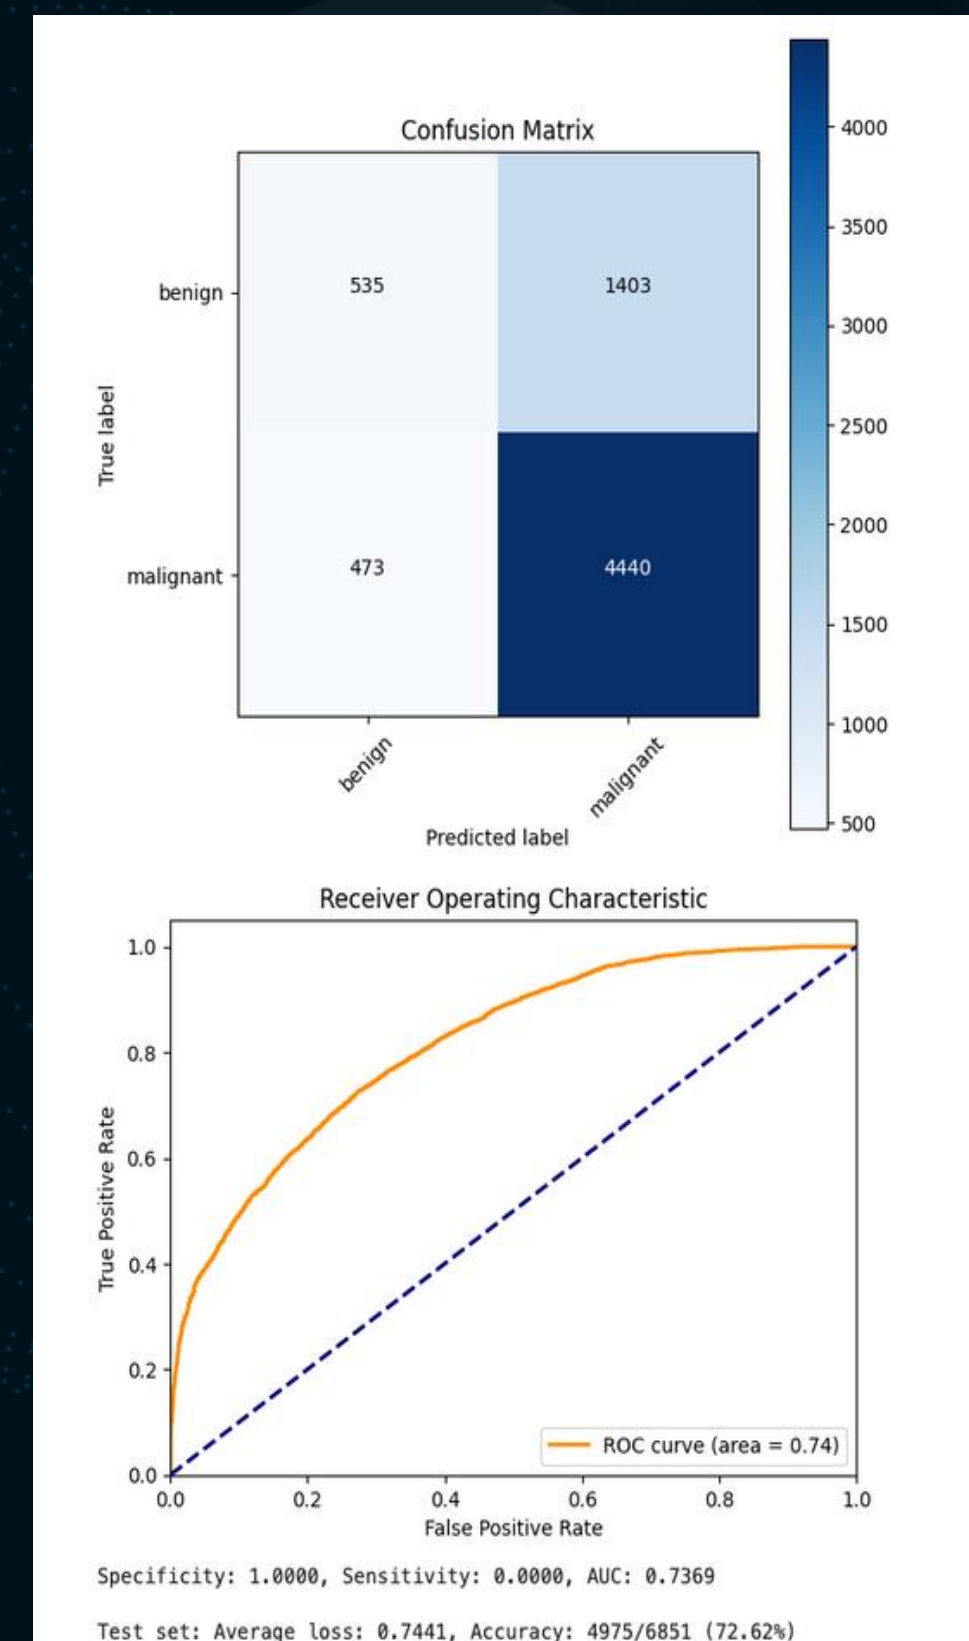 Confusion Matrix
4000
3500
benign
535
1403
3000
True label
2500
2000
malignant
473
4440
1500
1000
benign
malignant
500
Predicted label
Receiver Operating Characteristic
1.0
0.8
True Positive Rate
0.6
0.4
0.2
ROC curve (area = 0.74)
0.0
0.0 0.2 0.4 0.6 0.8 1.0
False Positive Rate
Specificity: 1.0000, Sensitivity: 0.0000, AUC: 0.7369
Test set: Average loss: 0.7441, Accuracy: 4975/6851 (72.62%)